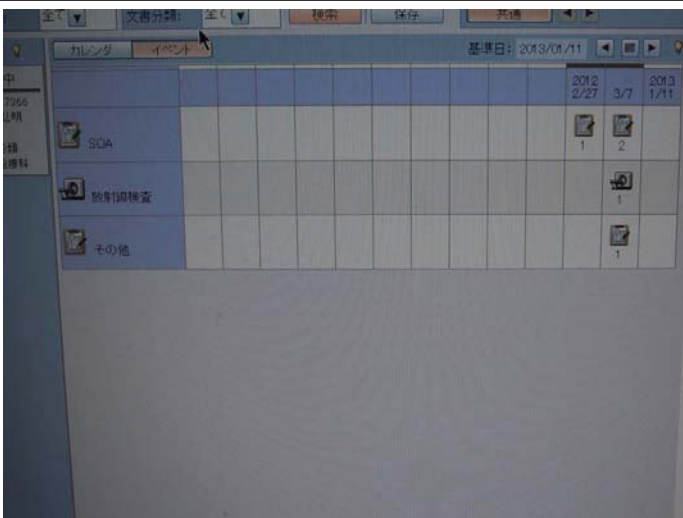 全て 文書分類: 全て 検索 保存 共通
カレンダ イベント 基準日: 2013/01/11
中
7266
2012 2013
2/27 3/7 1/11
SOA
1 2
放射線検査
1
その他
1